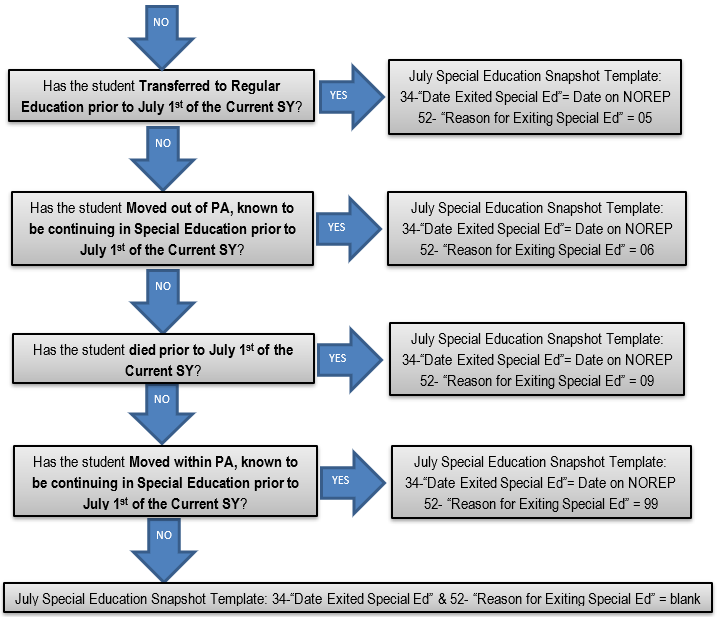 NO
Has the student Transferred to Regular
Education prior to July 1st of the Current SY?
YES
July Special Education Snapshot Template:
34-“Date Exited Special Ed”= Date on NOREP
52- “Reason for Exiting Special Ed” = 05
NO
Has the student Moved out of PA, known to
be continuing in Special Education prior to
July 1st of the Current SY?
YES
July Special Education Snapshot Template:
34-“Date Exited Special Ed”= Date on NOREP
52- “Reason for Exiting Special Ed” = 06
NO
Has the student died prior to July 1st of the
Current SY?
YES
July Special Education Snapshot Template:
34-“Date Exited Special Ed”= Date on NOREP
52- “Reason for Exiting Special Ed” = 09
NO
Has the student Moved within PA, known to
be continuing in Special Education prior to
July 1st of the Current SY?
YES
July Special Education Snapshot Template:
34-“Date Exited Special Ed”= Date on NOREP
52- “Reason for Exiting Special Ed” = 99
NO
July Special Education Snapshot Template: 34-“Date Exited Special Ed” & 52- “Reason for Exiting Special Ed” = blank